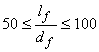 50 ≤ l_f / d_f ≤ 100